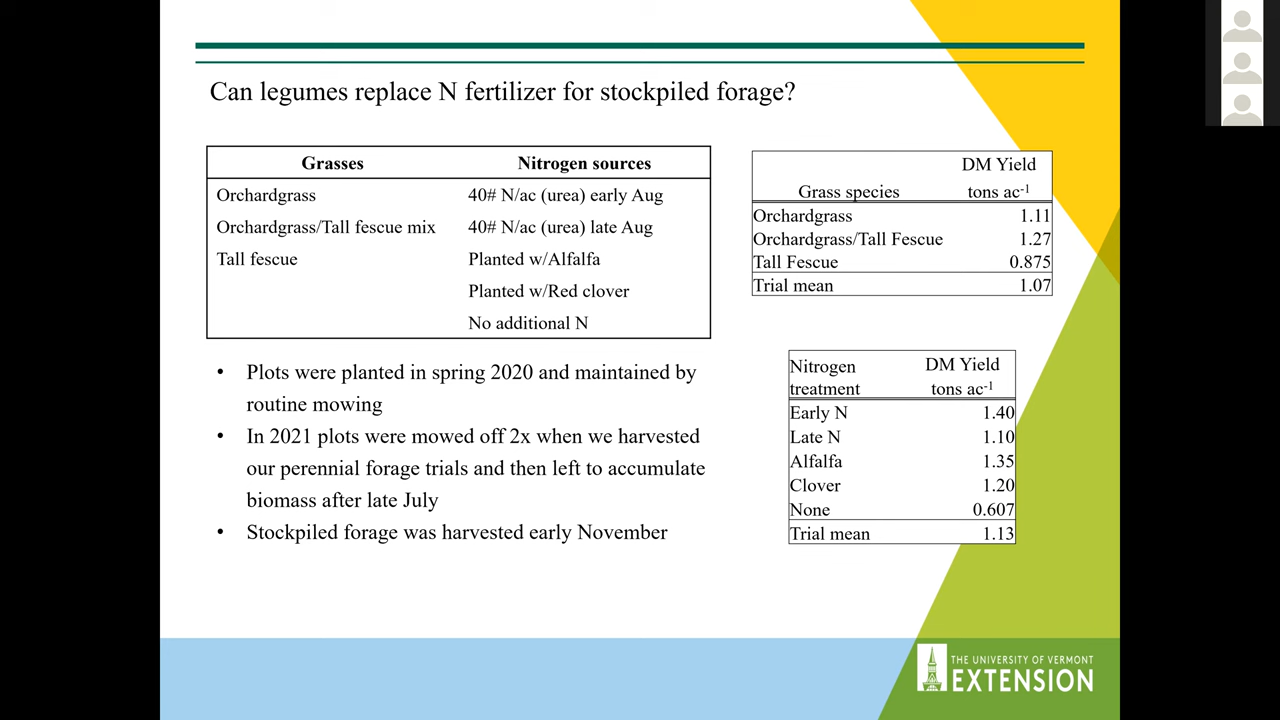 Can legumes replace N fertilizer for stockpiled forage?
Grasses Nitrogen sources
Orchardgrass 40# N/ac (urea) early Aug
Orchardgrass/Tall fescue mix 40# N/ac (urea) late Aug
Tall fescue Planted w/Alfalfa
Planted w/Red clover
No additional N
• Plots were planted in spring 2020 and maintained by
routine mowing
• In 2021 plots were mowed off 2x when we harvested
our perennial forage trials and then left to accumulate
biomass after late July
• Stockpiled forage was harvested early November
DM Yield
Grass species tons ac-1
Orchardgrass 1.11
Orchardgrass/Tall Fescue 1.27
Tall Fescue 0.875
Trial mean 1.07
Nitrogen DM Yield
treatment tons ac-1
Early N 1.40
Late N 1.10
Alfalfa 1.35
Clover 1.20
None 0.607
Trial mean 1.13
THE UNIVERSITY OF VERMONT
EXTENSION